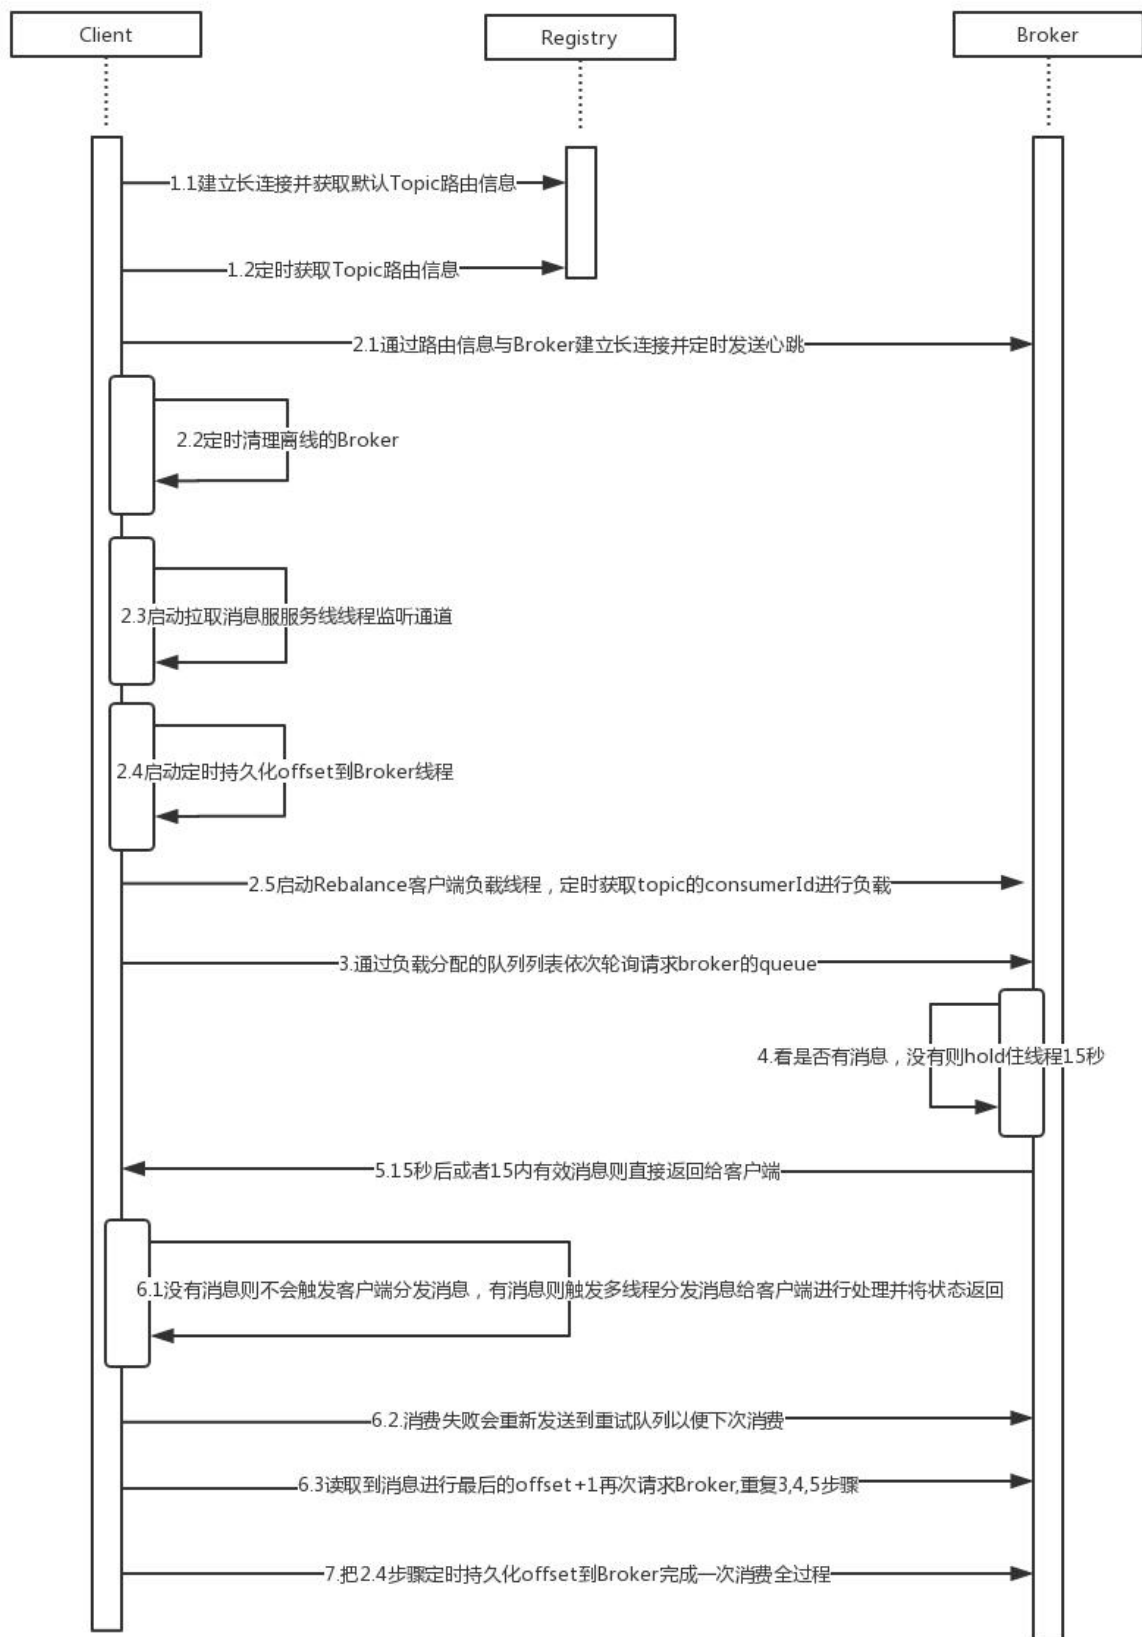 Client
Registry
Broker
1.1建立长连接并获取默认Topic路由信息
1.2定时获取Topic路由信息
2.1通过路由信息与Broker建立长连接并定时发送心跳
2.2定时清理离线的Broker
2.3启动拉取消息服服务线线程监听通道
2.4启动定时持久化offset到Broker线程
2.5启动Rebalance客户端负载线程，定时获取topic的consumerId进行负载
3.通过负载分配的队列列表依次轮询请求broker的queue
4.看是否有消息，没有则hold住线程15秒
5.15秒后或者15内有效消息则直接返回给客户端
6.1没有消息则不会触发客户端分发消息，有消息则触发多线程分发消息给客户端进行处理并将状态返回
6.2.消费失败会重新发送到重试队列以便下次消费
6.3读取到消息进行最后的offset+1再次请求Broker,重复3,4,5步骤
7.把2.4步骤定时持久化offset到Broker完成一次消费全过程